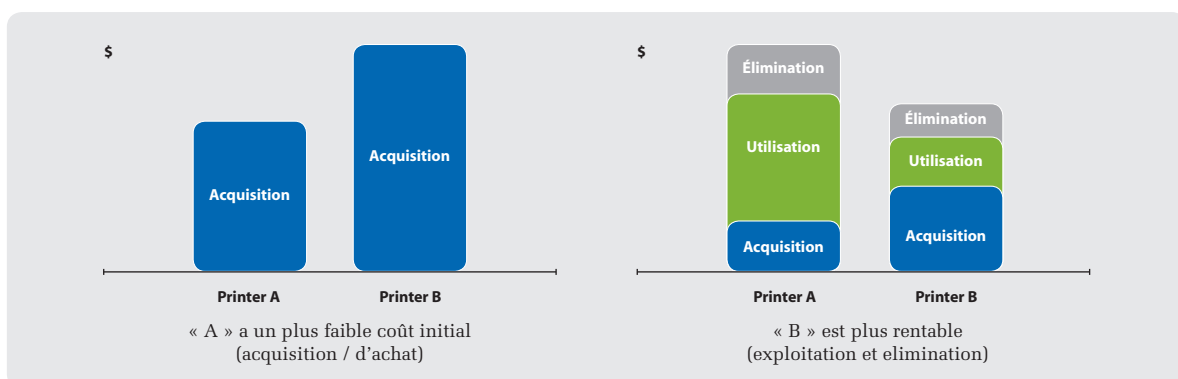 $
Acquisition
Acquisition
Printer A
Printer B
« A » a un plus faible coût initial
(acquisition / d'achat)
$
Élimination
Utilisation
Acquisition
Élimination
Utilisation
Acquisition
Printer A
Printer B
« B » est plus rentable
(exploitation et elimination)